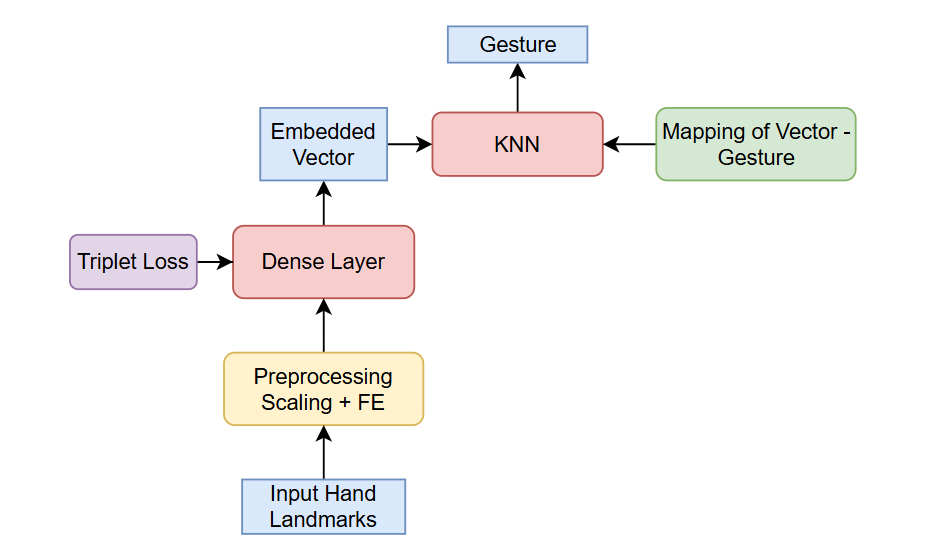 Gesture
Embedded
Vector
KNN
Mapping of Vector -
Gesture
Triplet Loss
Dense Layer
Preprocessing
Scaling + FE
Input Hand
Landmarks